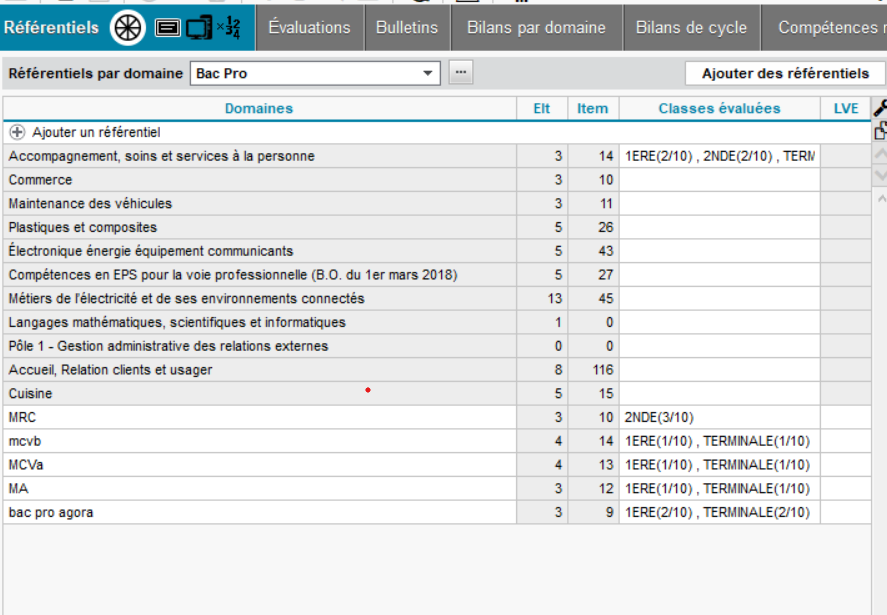 Référentiels ×1 2 3 4 Évaluations Bulletins Bilans par domaine Bilans de cycle Compétences
Référentiels par domaine Bac Pro ... Ajouter des référentiels
Domaines Elt Item Classes évaluées LVE
Ajouter un référentiel
Accompagnement, soins et services à la personne 3 14 1ERE(2/10) , 2NDE(2/10) , TERM
Commerce 3 10
Maintenance des véhicules 3 11
Plastiques et composites 5 26
Électronique énergie équipement communicants 5 43
Compétences en EPS pour la voie professionnelle (B.O. du 1er mars 2018) 5 27
Métiers de l'électricité et de ses environnements connectés 13 45
Langages mathématiques, scientifiques et informatiques 1 0
Pôle 1 - Gestion administrative des relations externes 0 0
Accueil, Relation clients et usager 8 116
Cuisine 5 15
MRC 3 10 2NDE(3/10)
mcvb 4 14 1ERE(1/10) , TERMINALE(1/10)
MCVa 4 13 1ERE(1/10) , TERMINALE(1/10)
MA 3 12 1ERE(1/10) , TERMINALE(1/10)
bac pro agora 3 9 1ERE(2/10) , TERMINALE(2/10)